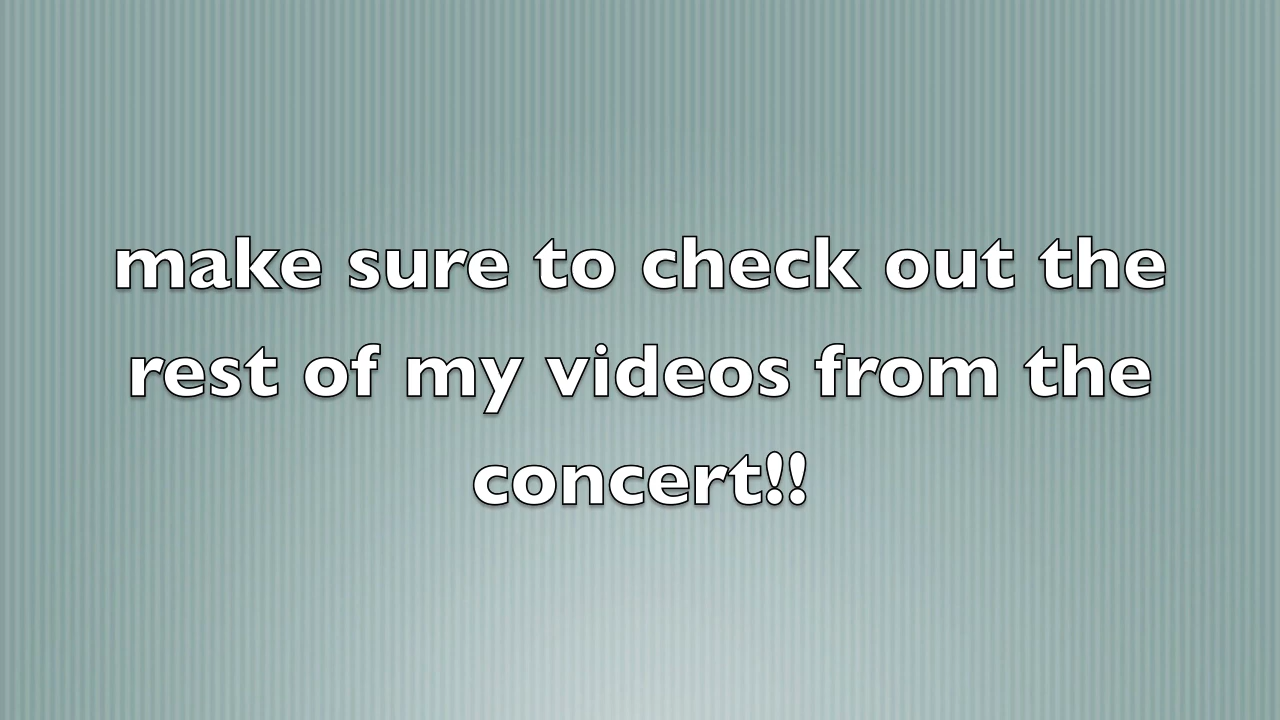 make sure to check out the
rest of my videos from the
concert!!